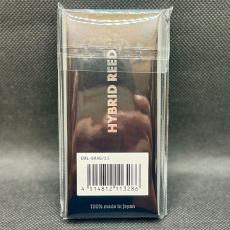 HYBRID REED
4 514812 113286
100% made in Japan